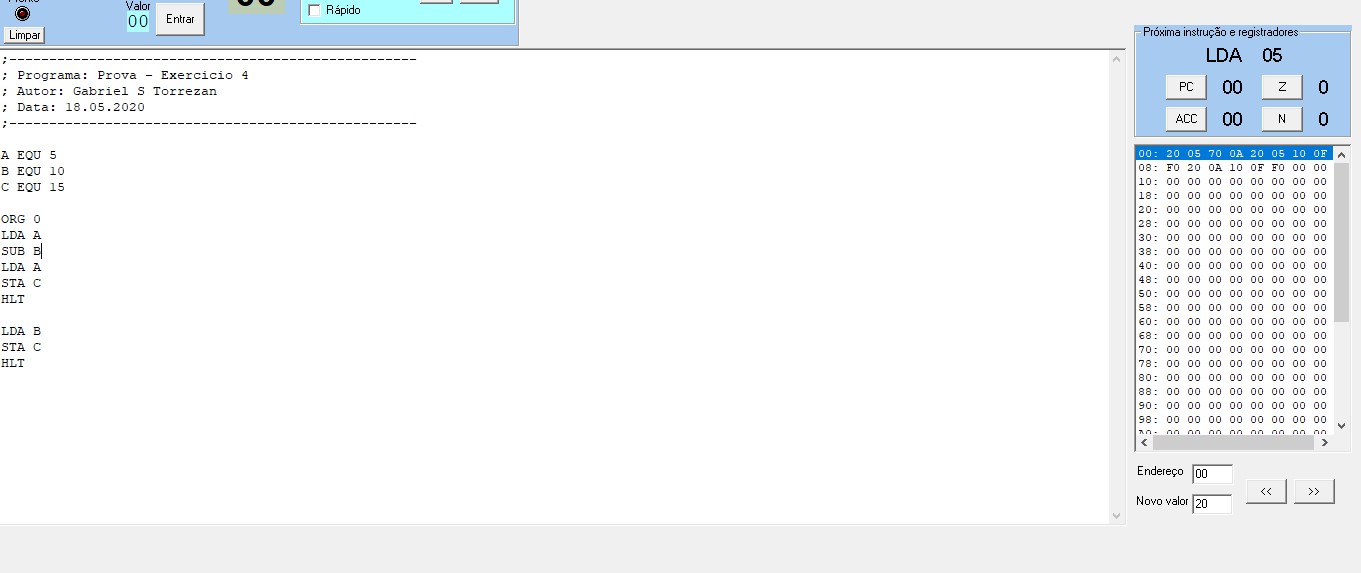 Valor
00
Entrar
Rápido
Limpar
;---------------------------------------------------
; Programa: Prova - Exercicio 4
; Autor: Gabriel S Torrezan
; Data: 18.05.2020
;---------------------------------------------------
A EQU 5
B EQU 10
C EQU 15
ORG 0
LDA A
SUB B
LDA A
STA C
HLT
LDA B
STA C
HLT
Próxima instrução e registradores
LDA 05
PC 00 Z 0
ACC 00 N 0
00: 20 05 70 0A 20 05 10 0F
08: F0 20 0A 10 0F F0 00 00
10: 00 00 00 00 00 00 00 00
18: 00 00 00 00 00 00 00 00
20: 00 00 00 00 00 00 00 00
28: 00 00 00 00 00 00 00 00
30: 00 00 00 00 00 00 00 00
38: 00 00 00 00 00 00 00 00
40: 00 00 00 00 00 00 00 00
48: 00 00 00 00 00 00 00 00
50: 00 00 00 00 00 00 00 00
58: 00 00 00 00 00 00 00 00
60: 00 00 00 00 00 00 00 00
68: 00 00 00 00 00 00 00 00
70: 00 00 00 00 00 00 00 00
78: 00 00 00 00 00 00 00 00
80: 00 00 00 00 00 00 00 00
88: 00 00 00 00 00 00 00 00
90: 00 00 00 00 00 00 00 00
98: 00 00 00 00 00 00 00 00
Endereço 00
<< >>
Novo valor 20